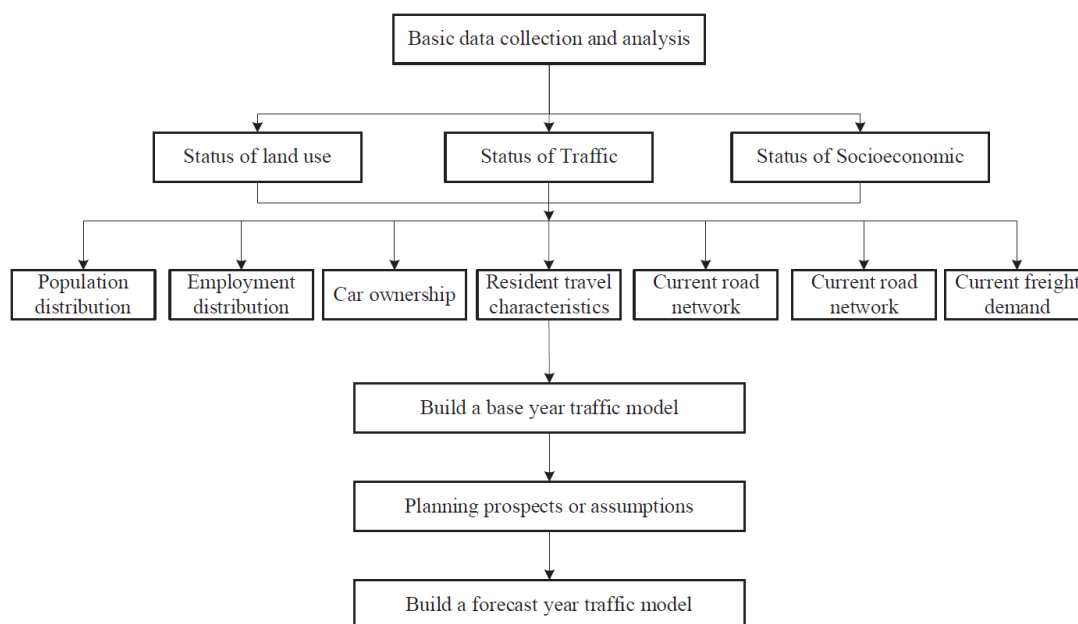 Basic data collection and analysis
Status of land use
Status of Traffic
Status of Socioeconomic
Population
distribution
Employment
distribution
Car ownership
Resident travel
characteristics
Current road
network
Current road
network
Current freight
demand
Build a base year traffic model
Planning prospects or assumptions
Build a forecast year traffic model